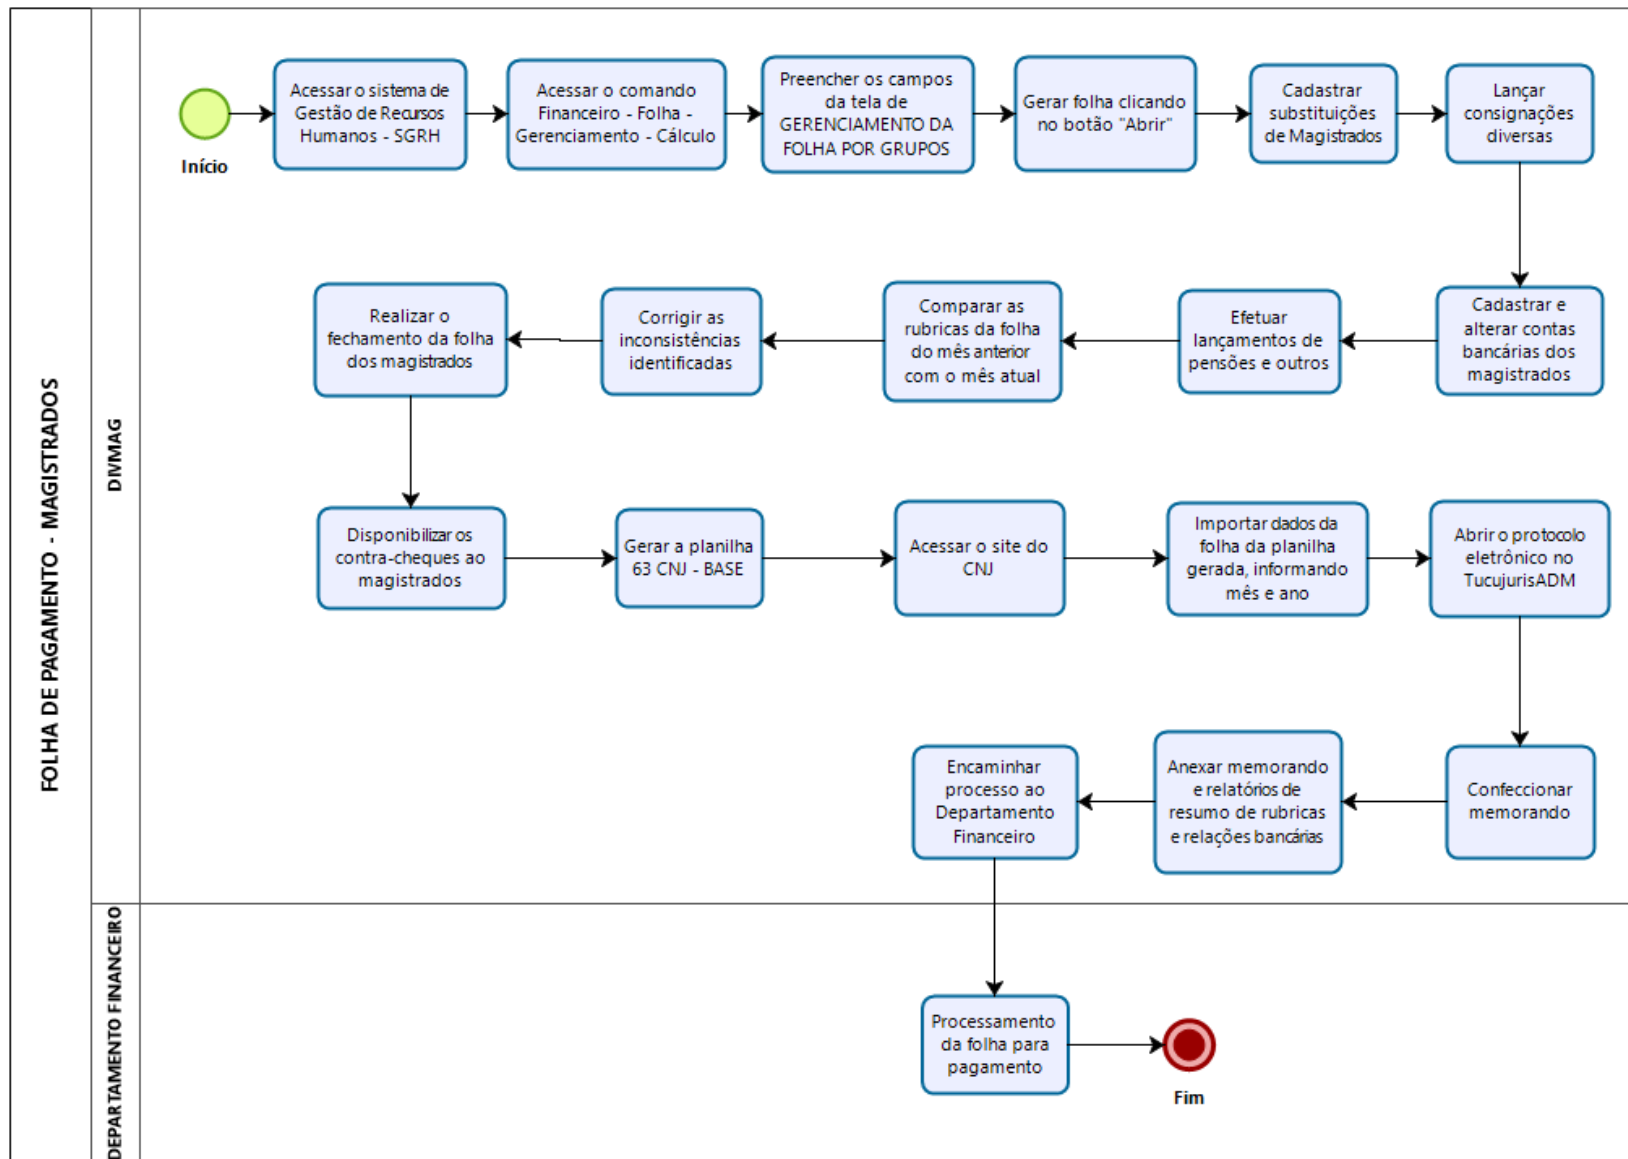 FOLHA DE PAGAMENTO - MAGISTRADOS
DIVMAG
Início
Acessar o sistema de
Gestão de Recursos
Humanos - SGRH
Acessar o comando
Financeiro - Folha -
Gerenciamento - Cálculo
Preencher os campos
da tela de
GERENCIAMENTO DA
FOLHA POR GRUPOS
Gerar folha clicando
no botão "Abrir"
Cadastrar
substituições
de Magistrados
Lançar
consignações
diversas
Cadastrar e
alterar contas
bancárias dos
magistrados
Efetuar
lançamentos de
pensões e outros
Comparar as
rubricas da folha
do mês anterior
com o mês atual
Corrigir as
inconsistências
identificadas
Realizar o
fechamento da folha
dos magistrados
Disponibilizar os
contra-cheques ao
magistrados
Gerar a planilha
63 CNJ - BASE
Acessar o site do
CNJ
Importar dados da
folha da planilha
gerada, informando
mês e ano
Abrir o protocolo
eletrônico no
TucujurisADM
Confeccionar
memorando
Anexar memorando
e relatórios de
resumo de rubricas
e relações bancárias
Encaminhar
processo ao
Departamento
Financeiro
DEPARTAMENTO FINANCEIRO
Processamento
da folha para
pagamento
Fim